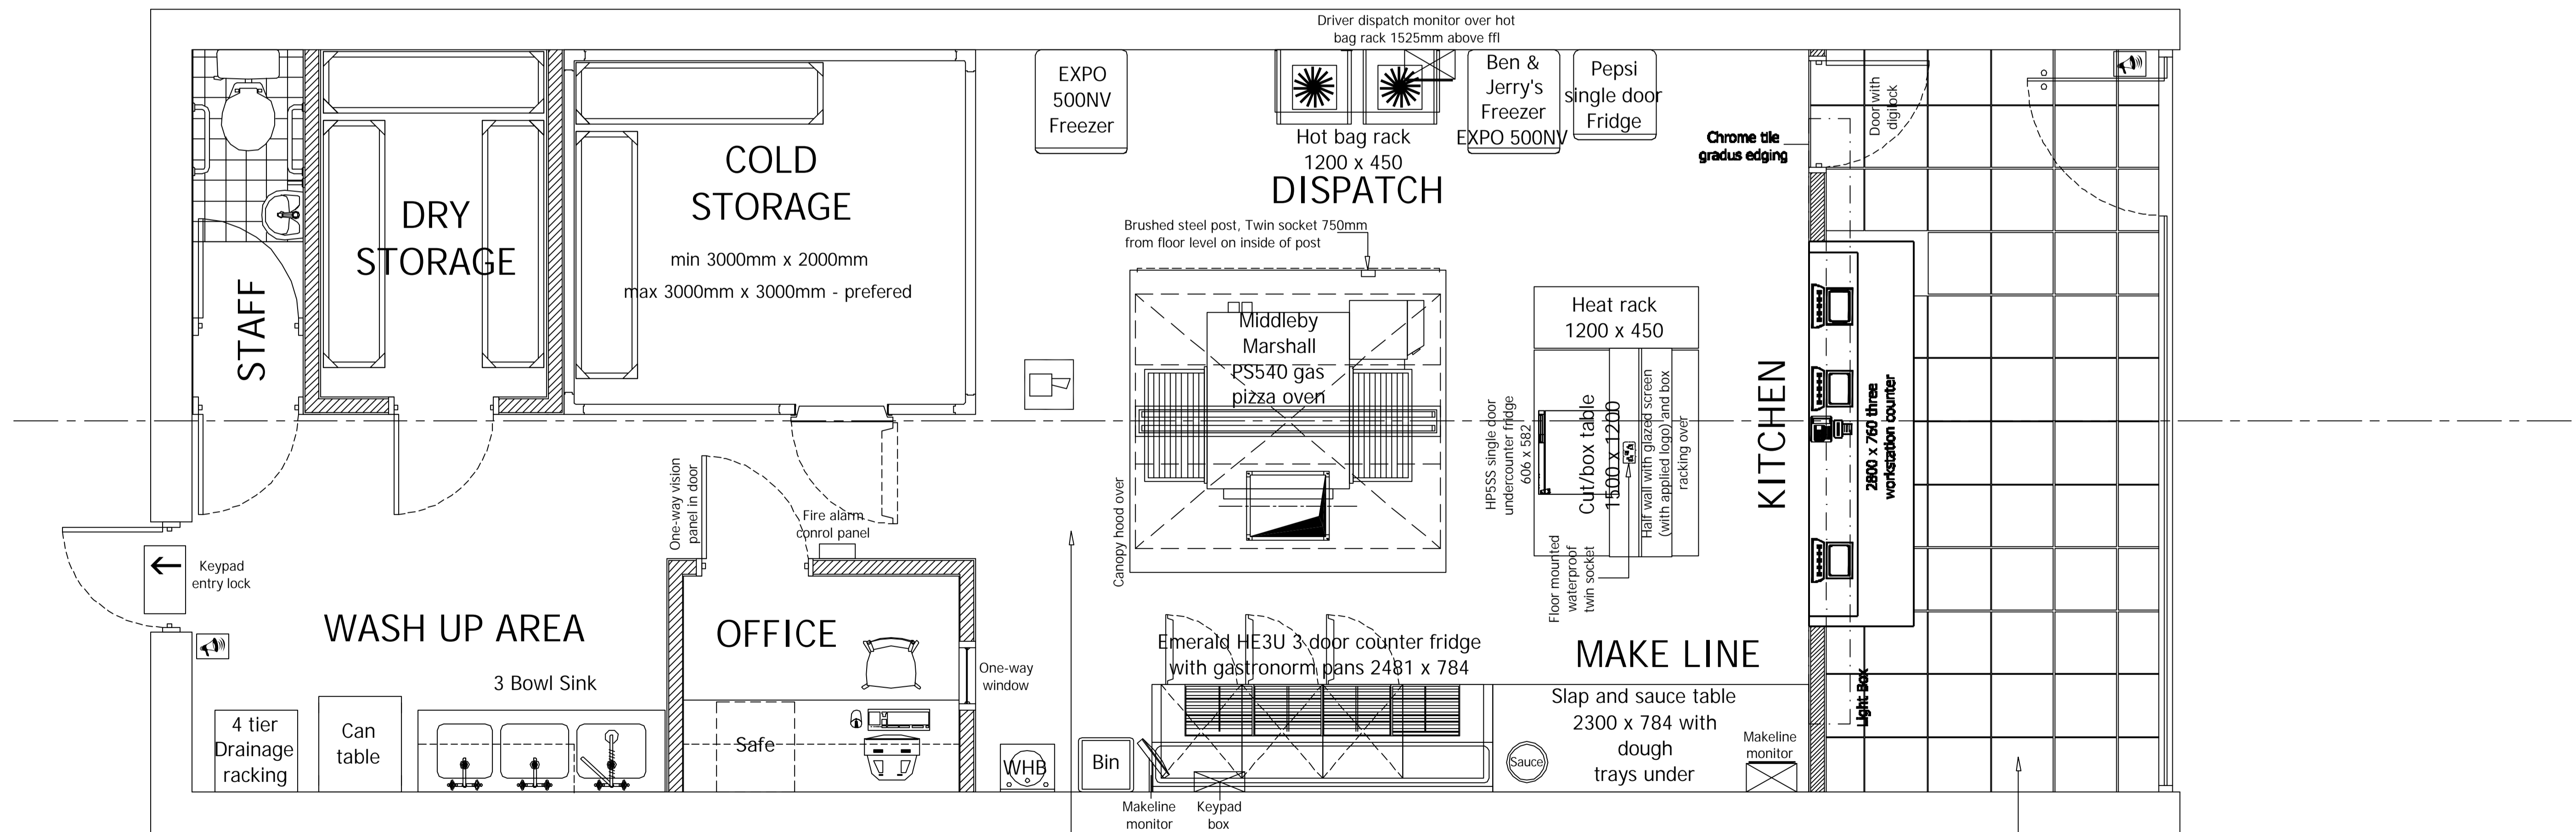 Driver dispatch monitor over hot
bag rack 1525mm above ffl
EXPO
500NV
Freezer
Ben &
Jerry's
Freezer
EXPO 500NV
Pepsi
single door
Fridge
Hot bag rack
1200 x 450
DISPATCH
Door with
digilock
Chrome tile
gradus edging
COLD
STORAGE
min 3000mm x 2000mm
max 3000mm x 3000mm - prefered
DRY
STORAGE
STAFF
Brushed steel post, Twin socket 750mm
from floor level on inside of post
Middleby
Marshall
PS540 gas
pizza oven
Canopy hood over
Heat rack
1200 x 450
HP5SS single door
undercounter fridge
606 x 582
Cut/box table
1500 x 1200
Half wall with glazed screen
(with applied logo) and box
racking over
Floor mounted
waterproof
twin socket
KITCHEN
2800 x 760 three
workstation counter
One-way vision
panel in door
Fire alarm
conrol panel
Keypad
entry lock
WASH UP AREA
3 Bowl Sink
4 tier
Drainage
racking
Can
table
OFFICE
Safe
One-way
window
WHB
Bin
Emerald HE3U 3 door counter fridge
with gastronorm pans 2481 x 784
MAKE LINE
Slap and sauce table
2300 x 784 with
dough
trays under
Sauce
Makeline
monitor
Light Box
Makeline
monitor
Keypad
box